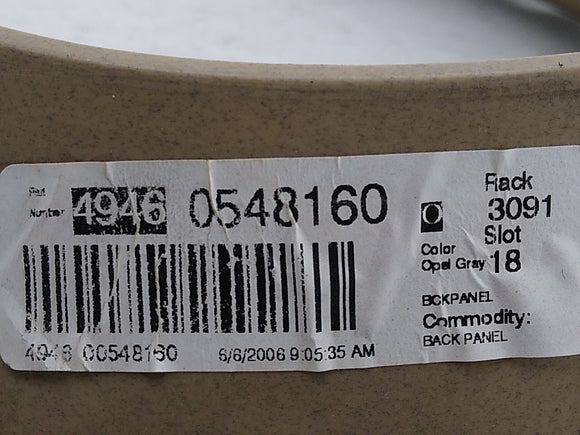 Part
Number 4946 0548160
4946 00548160
6/6/2006 9:05:35 AM
O
Color
Opal Gray
Rack
3091
Slot
18
BCKPANEL
Commodity:
BACK PANEL